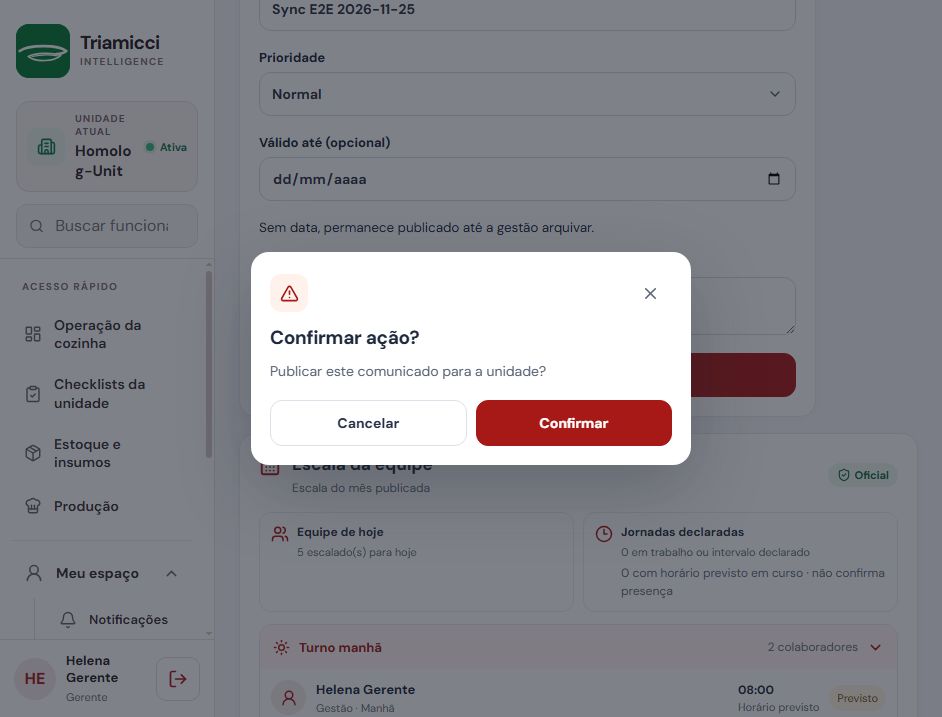 Triamicci
INTELLIGENCE
UNIDADE
ATUAL
Homolo
g-Unit
Ativa
Buscar funciona
ACESSO RÁPIDO
Operação da
cozinha
Checklists da
unidade
Estoque e
insumos
Produção
Meu espaço
Notificações
HE
Helena
Gerente
Gerente
Sync E2E 2026-11-25
Prioridade
Normal
Válido até (opcional)
dd/mm/aaaa
Sem data, permanece publicado até a gestão arquivar.
Confirmar ação?
Publicar este comunicado para a unidade?
Cancelar
Confirmar
Escala da equipe
Escala do mês publicada
Oficial
Equipe de hoje
5 escalado(s) para hoje
Jornadas declaradas
0 em trabalho ou intervalo declarado
0 com horário previsto em curso · não confirma
presença
Turno manhã
2 colaboradores
Helena Gerente
Gestão · Manhã
08:00
Horário previsto
Previsto